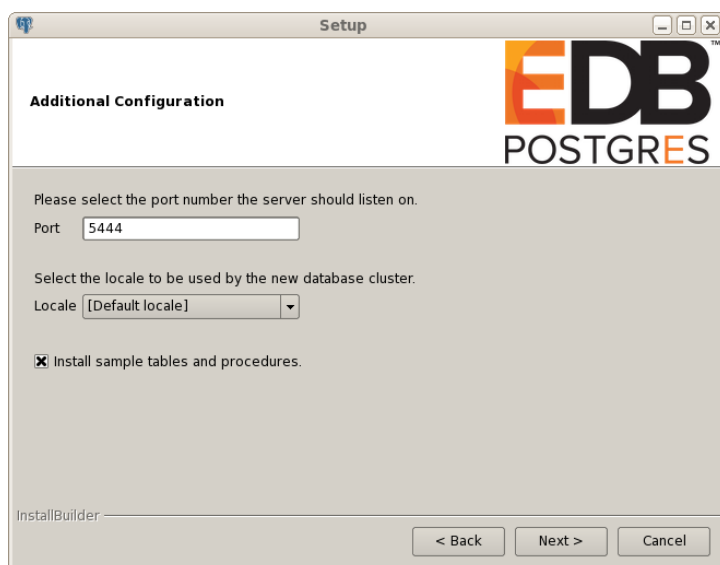 Setup
Additional Configuration
EDB™
POSTGRES
Please select the port number the server should listen on.
Port 5444
Select the locale to be used by the new database cluster.
Locale [Default locale]
Install sample tables and procedures.
InstallBuilder
< Back Next > Cancel